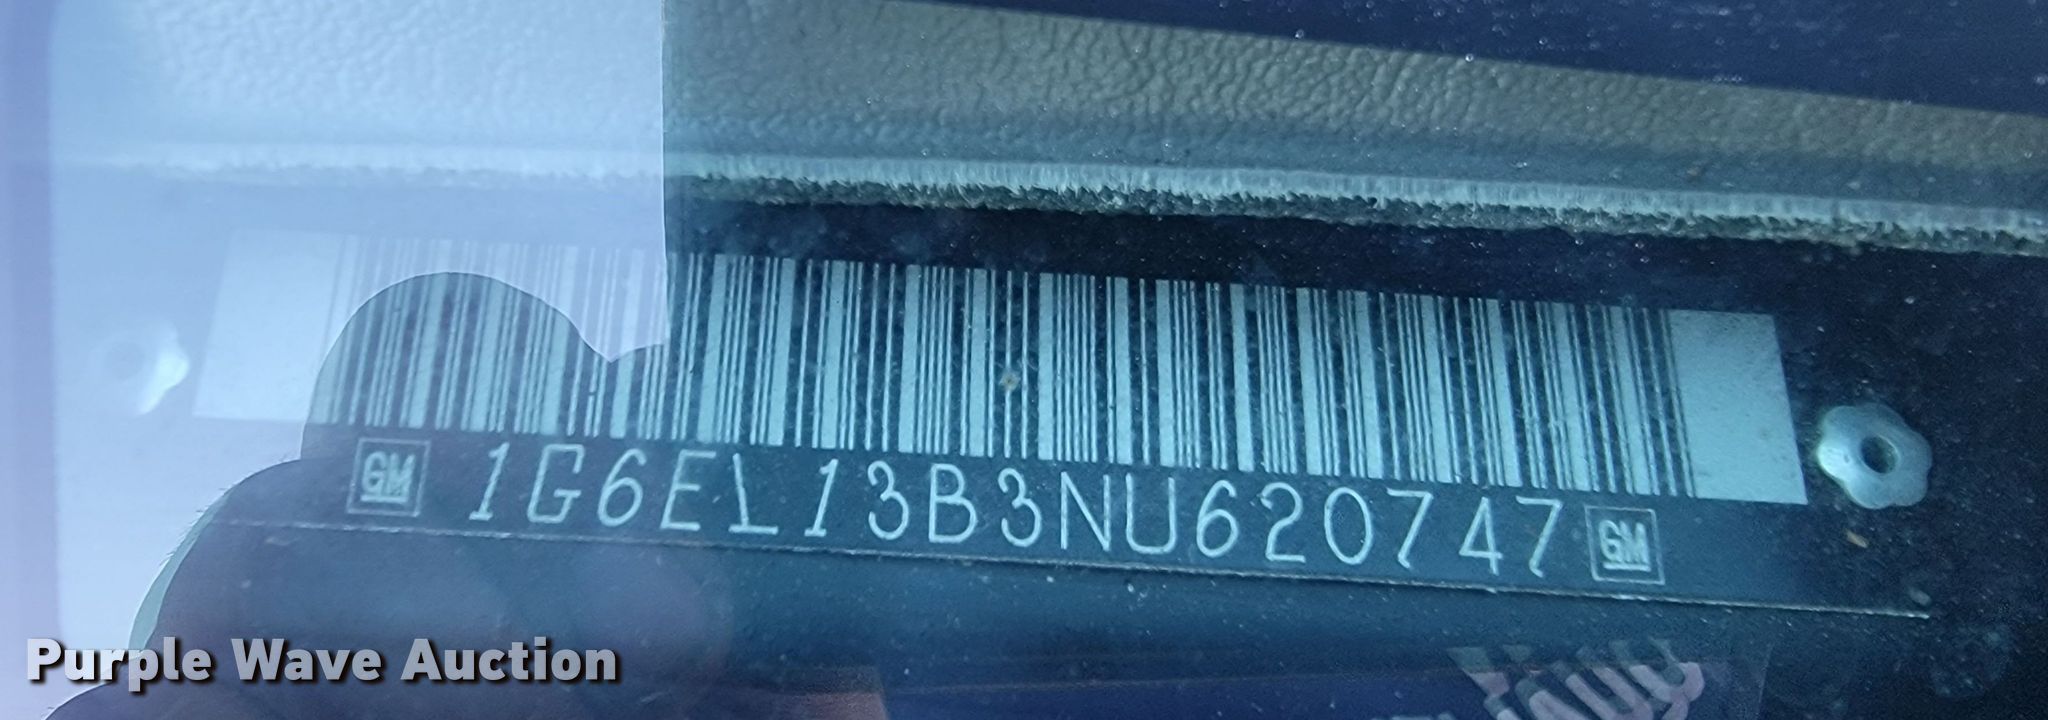 GM 1G6EL13B3NU620747 GM
Purple Wave Auction